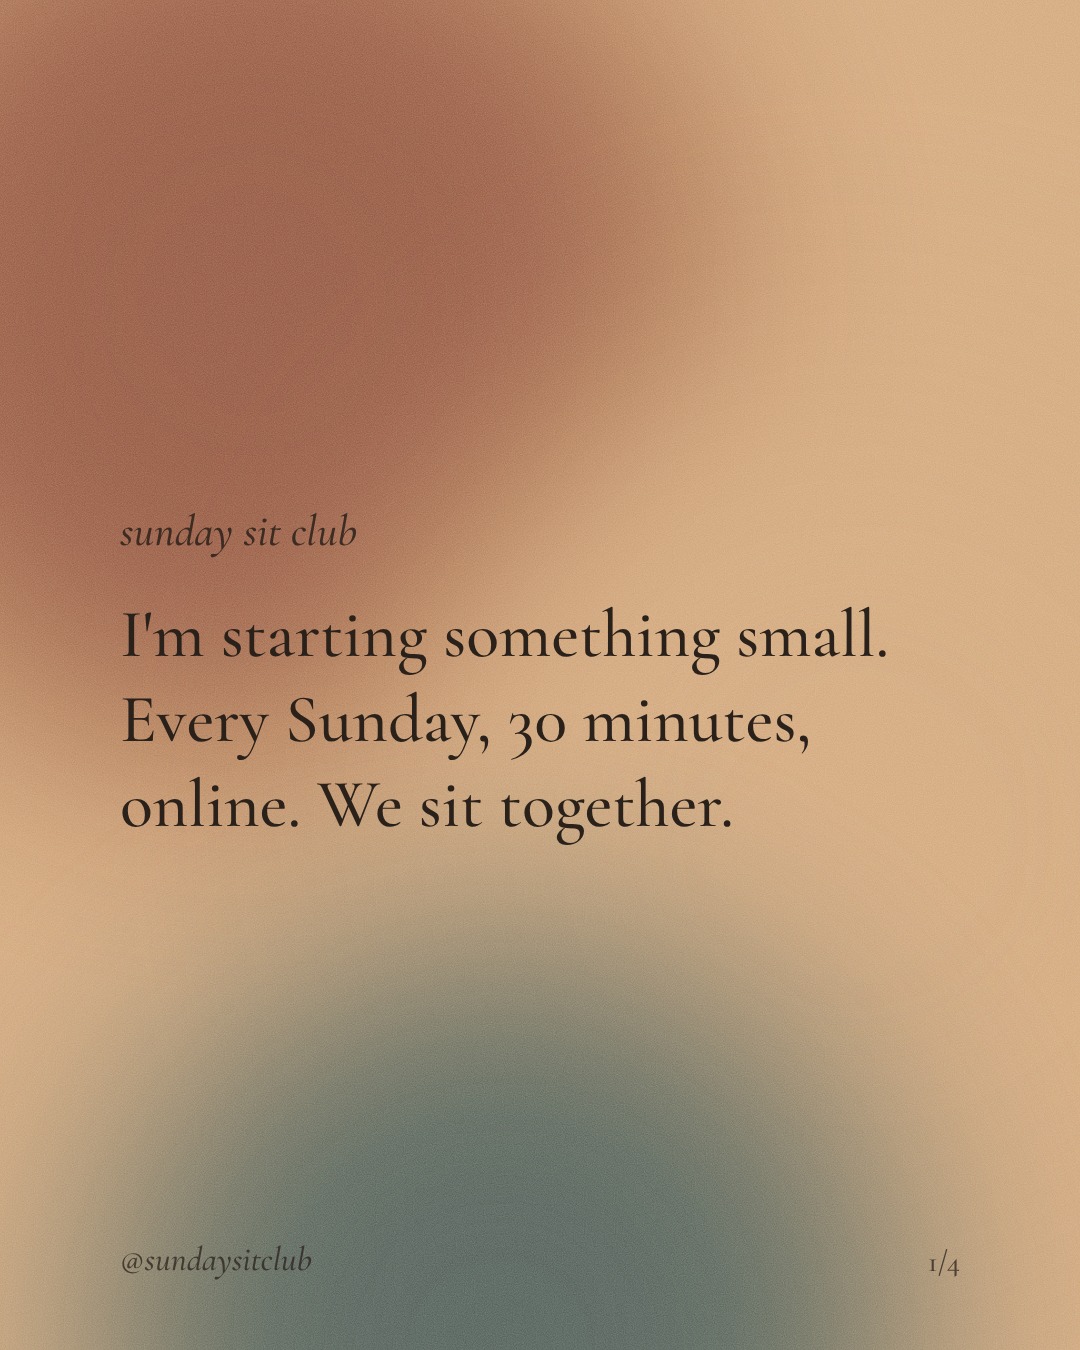 sunday sit club
I'm starting something small.
Every Sunday, 30 minutes,
online. We sit together.
@sundaysitclub
1/4